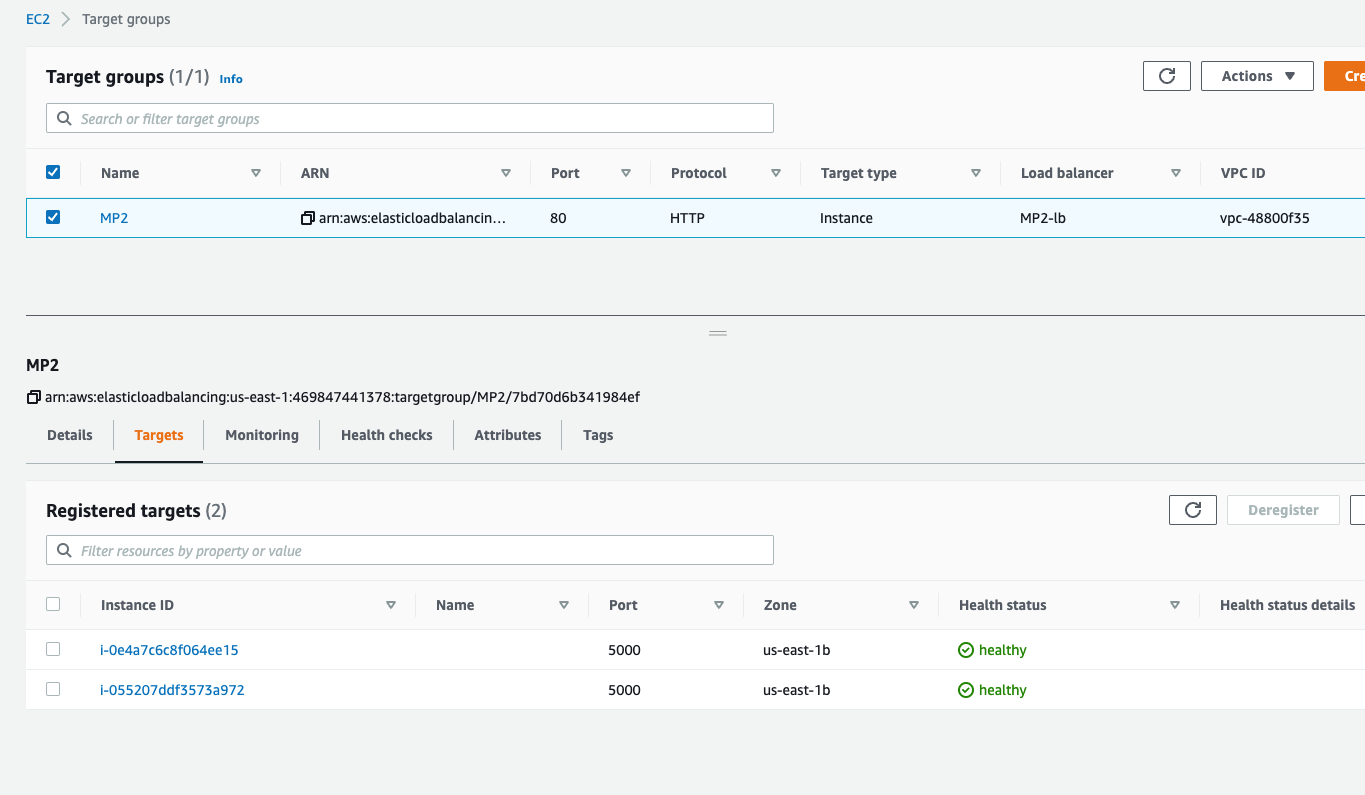 EC2 > Target groups
Target groups (1/1) Info
Actions
Cre
Search or filter target groups
Name ARN Port Protocol Target type Load balancer VPC ID
MP2 arn:aws:elasticloadbalancin... 80 HTTP Instance MP2-lb vpc-48800f35
MP2
arn:aws:elasticloadbalancing:us-east-1:469847441378:targetgroup/MP2/7bd70d6b341984ef
Details Targets Monitoring Health checks Attributes Tags
Registered targets (2)
Deregister
Filter resources by property or value
Instance ID Name Port Zone Health status Health status details
i-0e4a7c6c8f064ee15 5000 us-east-1b healthy
i-055207ddf3573a972 5000 us-east-1b healthy